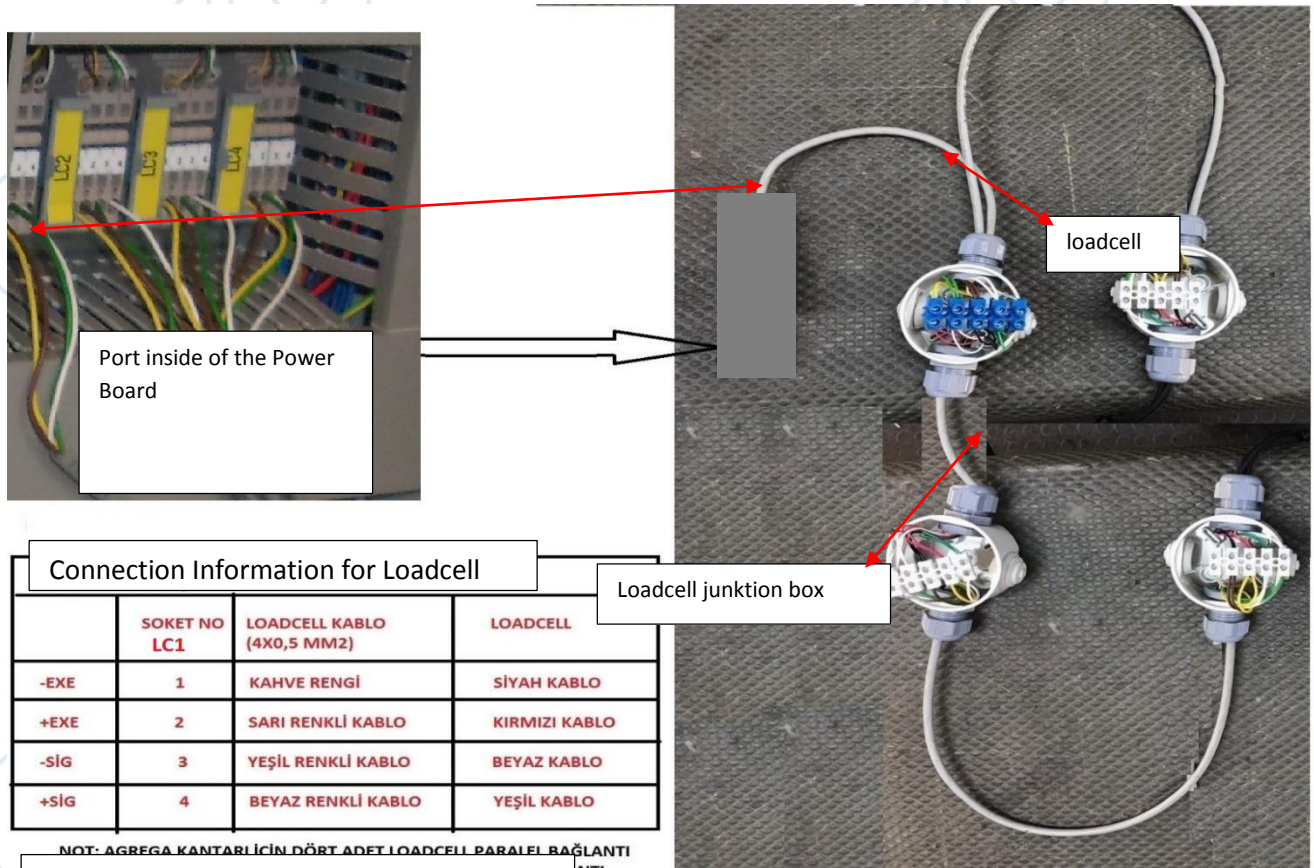 LC2
LC3
LC4
Port inside of the Power
Board
loadcell
Loadcell junktion box
Connection Information for Loadcell
SOKET NO LC1
LOADCELL KABLO (4X0,5 MM2)
LOADCELL
-EXE 1 KAHVE RENGİ SİYAH KABLO
+EXE 2 SARI RENKLİ KABLO KIRMIZI KABLO
-SİG 3 YEŞİL RENKLİ KABLO BEYAZ KABLO
+SİG 4 BEYAZ RENKLİ KABLO YEŞİL KABLO
NOT: AGREGA KANTARI İÇİN DÖRT ADET LOADCELL PARALEL BAĞLANTI